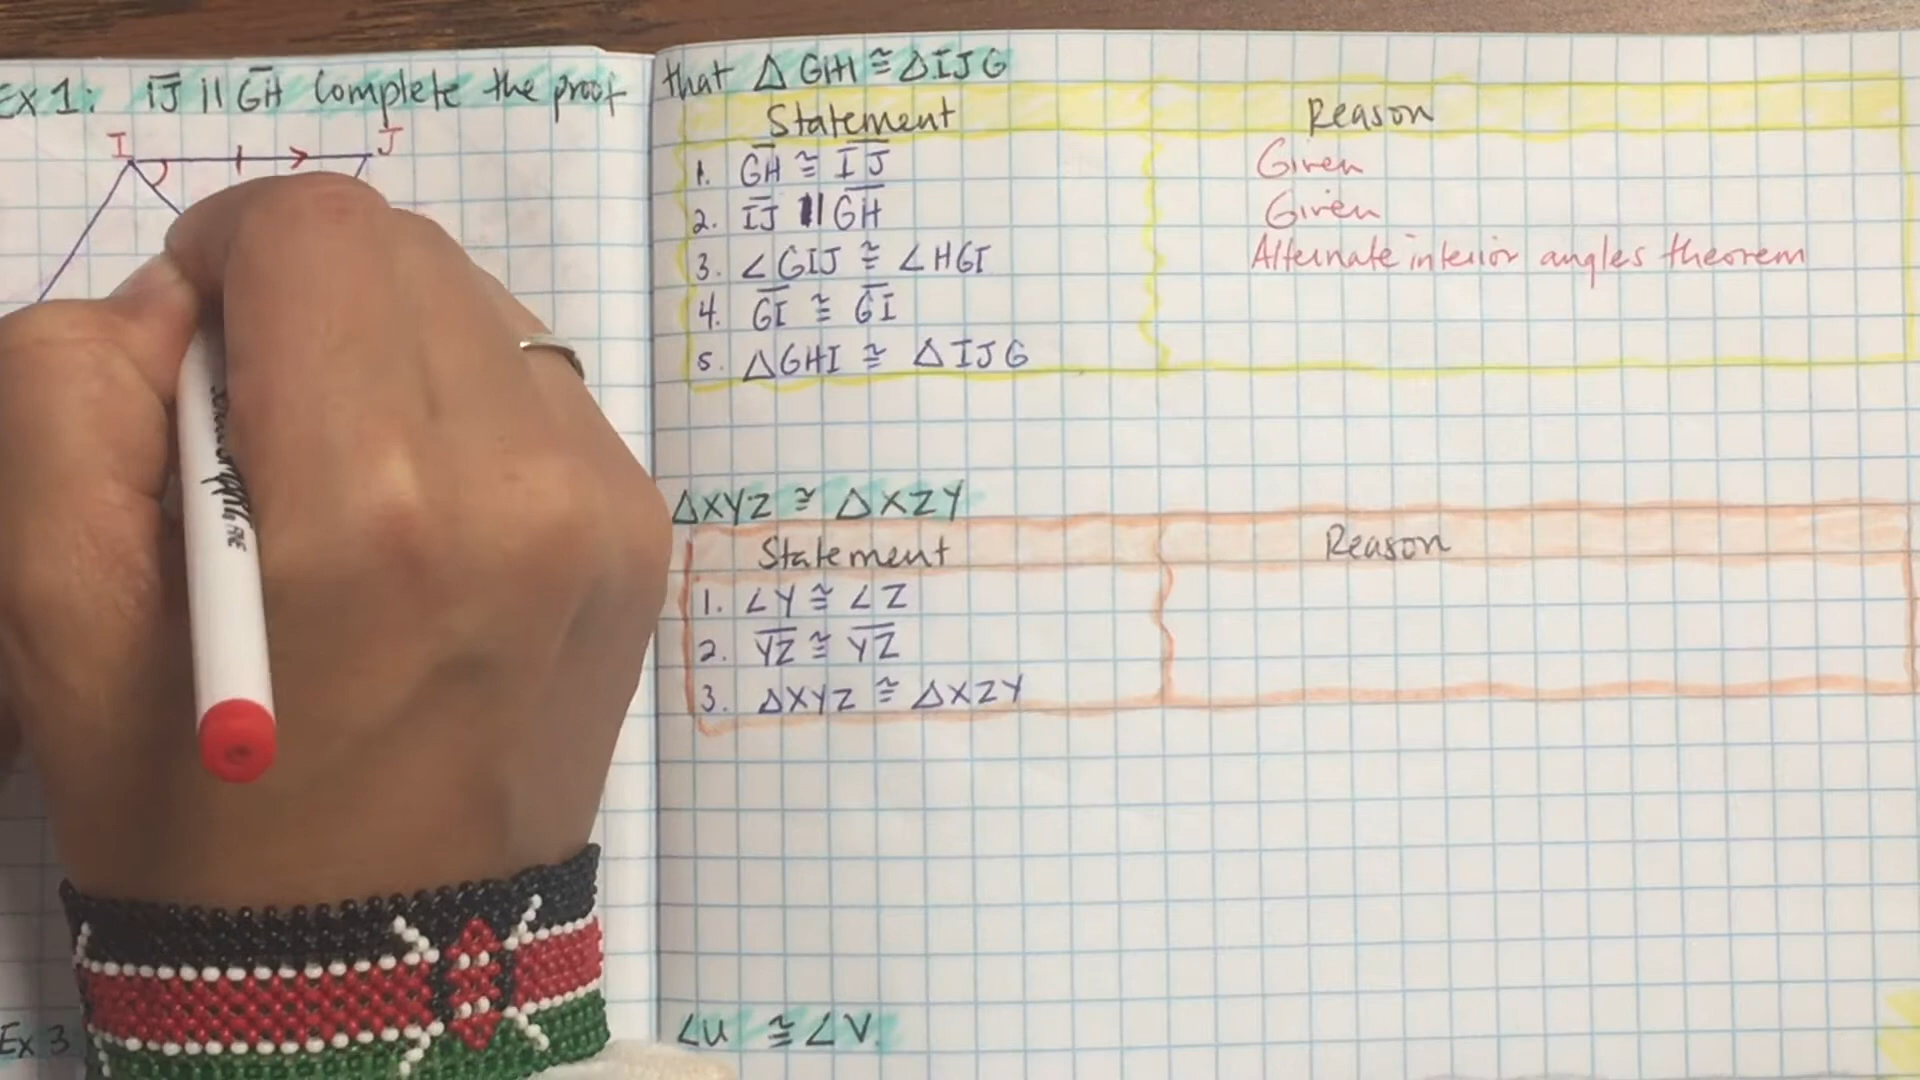 Ex 1: IJ || GH Complete the proof that △GHI ≅ △IJG
I J
Statement Reason
1. GH ≅ IJ Given
2. IJ || GH Given
3. ∠GIJ ≅ ∠HGI Alternate interior angles theorem
4. GI ≅ GI
5. △GHI ≅ △IJG
△XYZ ≅ △XZY
Statement Reason
1. ∠Y ≅ ∠Z
2. YZ ≅ YZ
3. △XYZ ≅ △XZY
Ex 3 ∠U ≅ ∠V.